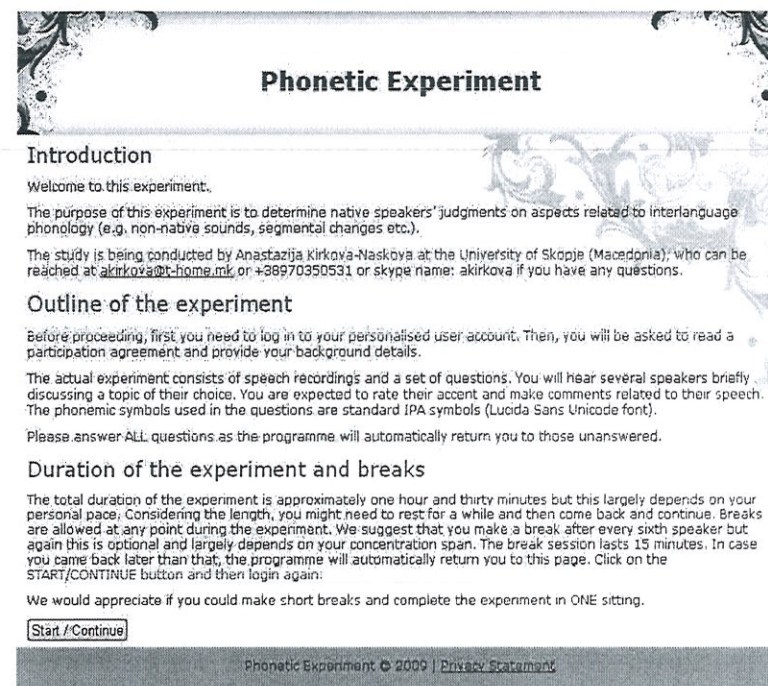 Phonetic Experiment
Introduction
Welcome to this experiment.
The purpose of this experiment is to determine native speakers' judgments on aspects related to interlanguage
phonology (e.g. non-native sounds, segmental changes etc.).
The study is being conducted by Anastazija Kirkova-Naskova at the University of Skopje (Macedonia), who can be
reached at akirkova@t-home.mk or +38970350531 or skype name: akirkova if you have any questions.
Outline of the experiment
Before proceeding, first you need to log in to your personalised user account. Then, you will be asked to read a
participation agreement and provide your background details.
The actual experiment consists of speech recordings and a set of questions. You will hear several speakers briefly
discussing a topic of their choice. You are expected to rate their accent and make comments related to their speech.
The phonemic symbols used in the questions are standard IPA symbols (Lucida Sans Unicode font).
Please answer ALL questions as the programme will automatically return you to those unanswered.
Duration of the experiment and breaks
The total duration of the experiment is approximately one hour and thirty minutes but this largely depends on your
personal pace. Considering the length, you might need to rest for a while and then come back and continue. Breaks
are allowed at any point during the experiment. We suggest that you make a break after every sixth speaker but
again this is optional and largely depends on your concentration span. The break session lasts 15 minutes. In case
you came back later than that, the programme will automatically return you to this page. Click on the
START/CONTINUE button and then login again.
We would appreciate if you could make short breaks and complete the experiment in ONE sitting.
Start / Continue
Phonetic Experiment © 2009 | Privacy Statement